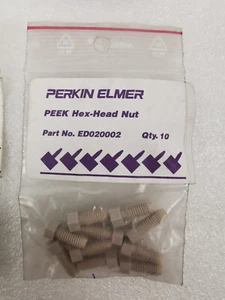 PERKIN ELMER
PEEK Hex-Head Nut
Part No. ED020002 Qty. 10